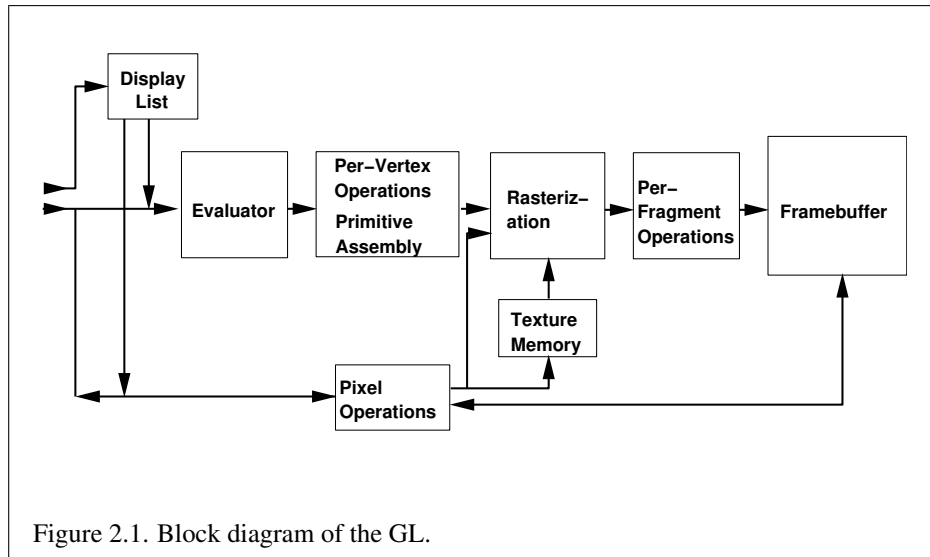 Display
List
Evaluator
Per−Vertex
Operations
Primitive
Assembly
Rasteriz−
ation
Per−
Fragment
Operations
Framebuffer
Texture
Memory
Pixel
Operations
Figure 2.1. Block diagram of the GL.